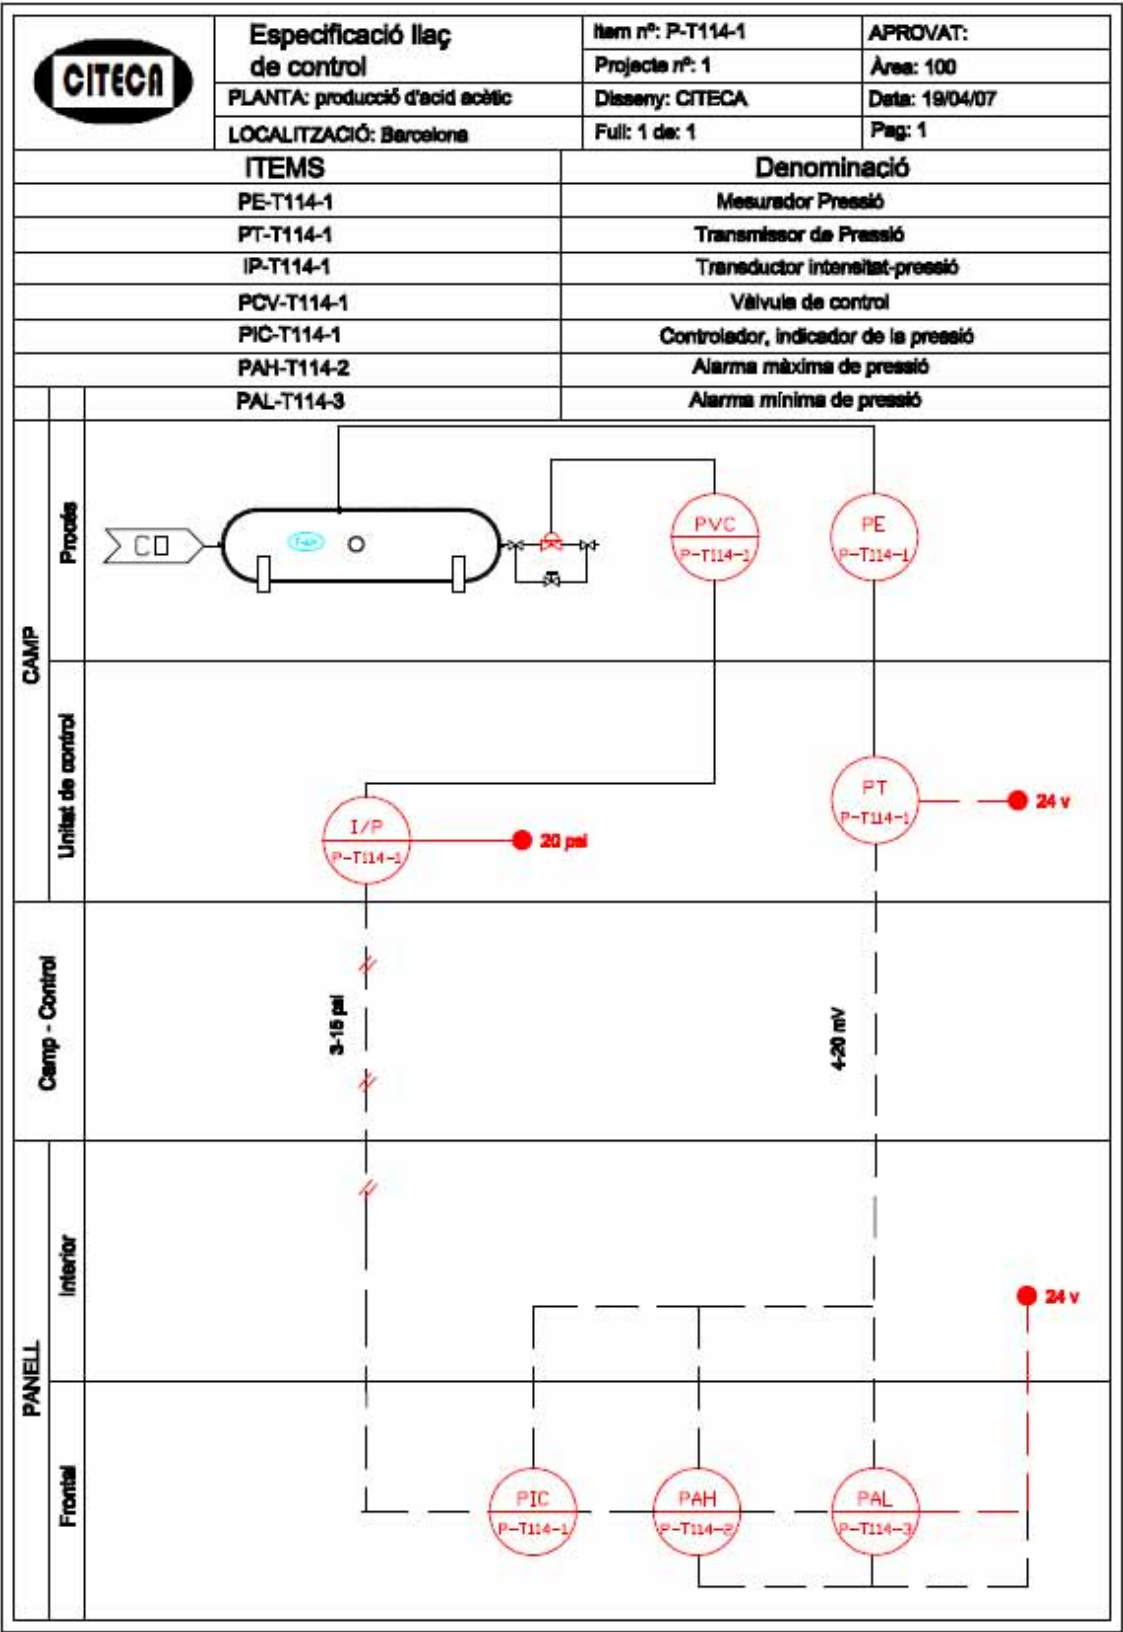 CITECA
Especificació llaç
de control
PLANTA: producció d'acid acètic
LOCALITZACIÓ: Barcelona
Item nº: P-T114-1
Projecte nº: 1
Disseny: CITECA
Full: 1 de: 1
APROVAT:
Àrea: 100
Data: 19/04/07
Pag: 1
ITEMS
Denominació
PE-T114-1
Mesurador Pressió
PT-T114-1
Transmissor de Pressió
IP-T114-1
Transductor intensitat-pressió
PCV-T114-1
Vàlvula de control
PIC-T114-1
Controlador, indicador de la pressió
PAH-T114-2
Alarma màxima de pressió
PAL-T114-3
Alarma mínima de pressió
CAMP
Procés
CO
PVC
P-T114-1
PE
P-T114-1
Unitat de control
I/P
P-T114-1
20 psi
PT
P-T114-1
24 v
Camp - Control
3-15 psi
4-20 mV
PANELL
Interior
24 v
Frontal
PIC
P-T114-1
PAH
P-T114-2
PAL
P-T114-3